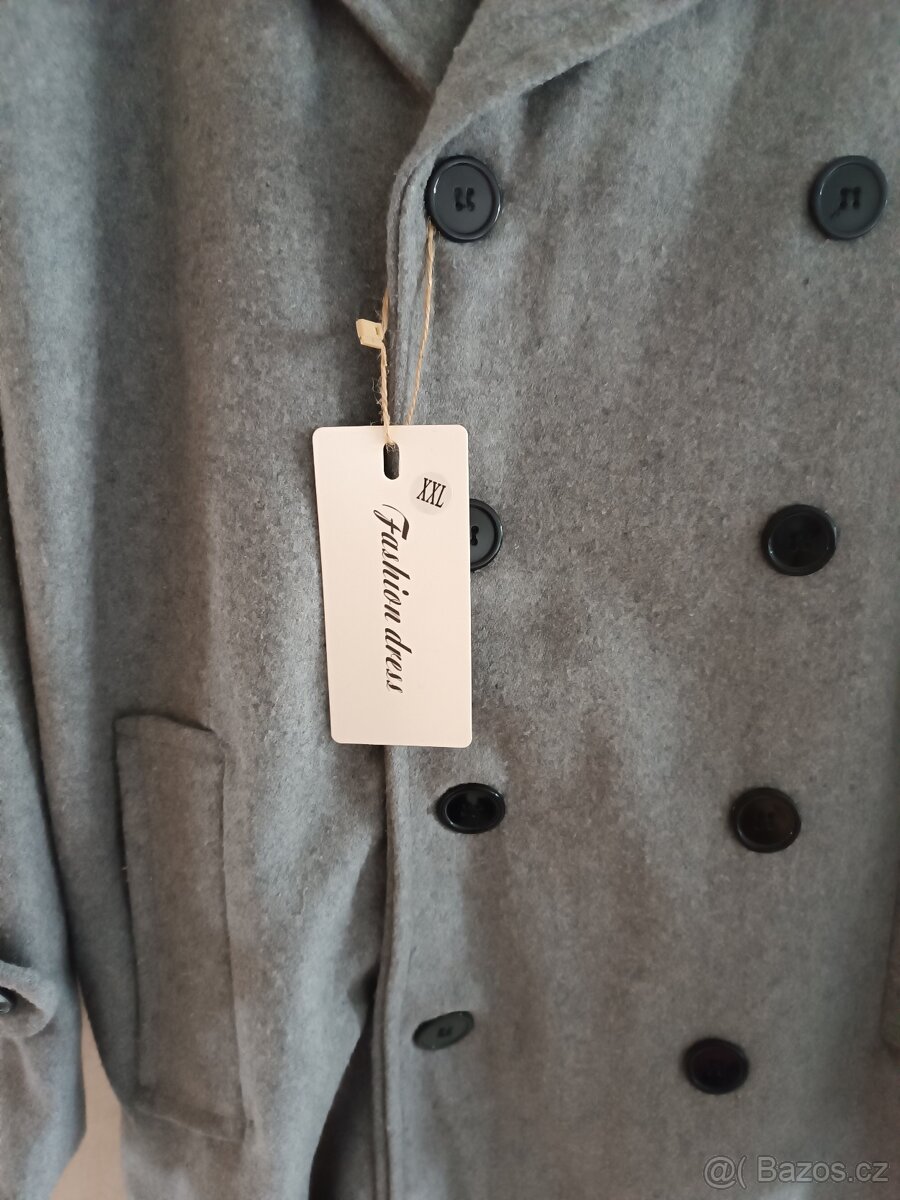 XXL
Fashion dress
@( Bazos.cz